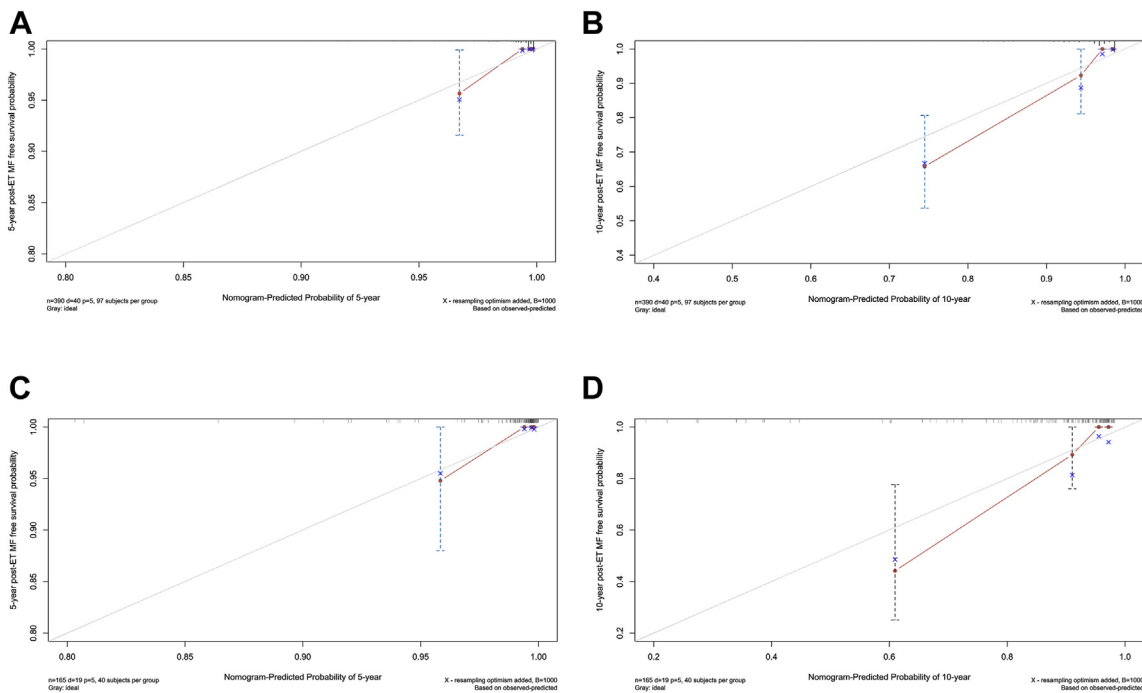 A
1.00
0.95
0.90
0.85
0.80
5-year post-ET MF free survival probability
0.80 0.85 0.90 0.95 1.00
Nomogram-Predicted Probability of 5-year
n=390 d=40 p=5, 97 subjects per group
Gray: ideal
X - resampling optimism added, B=1000
Based on observed-predicted
B
1.0
0.9
0.8
0.7
0.6
0.5
0.4
10-year post-ET MF free survival probability
0.4 0.5 0.6 0.7 0.8 0.9 1.0
Nomogram-Predicted Probability of 10-year
n=390 d=40 p=5, 97 subjects per group
Gray: ideal
X - resampling optimism added, B=1000
Based on observed-predicted
C
1.00
0.95
0.90
0.85
0.80
5-year post-ET MF free survival probability
0.80 0.85 0.90 0.95 1.00
Nomogram-Predicted Probability of 5-year
n=165 d=19 p=5, 40 subjects per group
Gray: ideal
X - resampling optimism added, B=1000
Based on observed-predicted
D
1.0
0.8
0.6
0.4
0.2
10-year post-ET MF free survival probability
0.2 0.4 0.6 0.8 1.0
Nomogram-Predicted Probability of 10-year
n=165 d=19 p=5, 40 subjects per group
Gray: ideal
X - resampling optimism added, B=1000
Based on observed-predicted